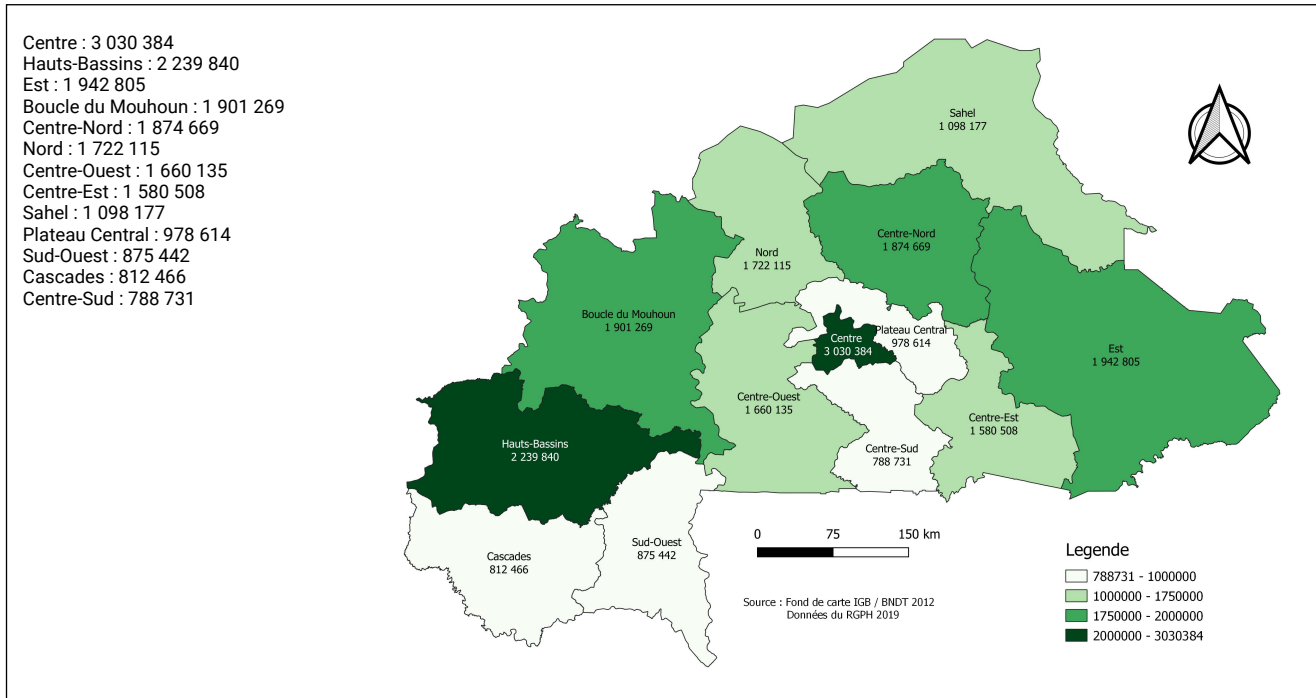 Centre : 3 030 384
Hauts-Bassins : 2 239 840
Est : 1 942 805
Boucle du Mouhoun : 1 901 269
Centre-Nord : 1 874 669
Nord : 1 722 115
Centre-Ouest : 1 660 135
Centre-Est : 1 580 508
Sahel : 1 098 177
Plateau Central : 978 614
Sud-Ouest : 875 442
Cascades : 812 466
Centre-Sud : 788 731
Sahel
1 098 177
Centre-Nord
1 874 669
Nord
1 722 115
Boucle du Mouhoun
1 901 269
Plateau Central
978 614
Centre
3 030 384
Est
1 942 805
Centre-Ouest
1 660 135
Centre-Est
1 580 508
Hauts-Bassins
2 239 840
Centre-Sud
788 731
Sud-Ouest
875 442
Cascades
812 466
0 75 150 km
Source : Fond de carte IGB / BNDT 2012
Données du RGPH 2019
Legende
788731 - 1000000
1000000 - 1750000
1750000 - 2000000
2000000 - 3030384